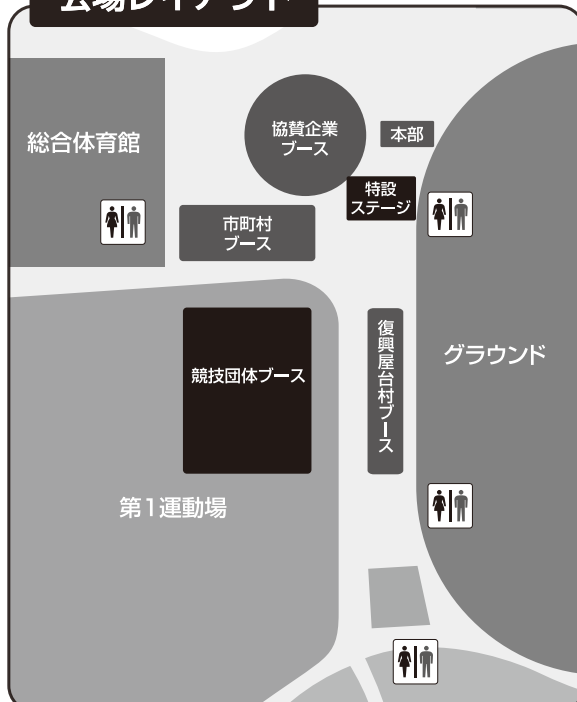 会場レイアウト
総合体育館
協賛企業
ブース
本部
特設
ステージ
市町村
ブース
競技団体ブース
復興屋台村ブース
グラウンド
第1運動場